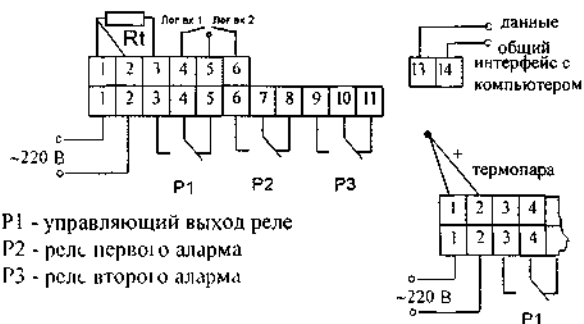 Лог вх 1 Лог вх 2
Rt
1 2 3 4 5 6
1 2 3 4 5 6 7 8 9 10 11
~220 В
P1 P2 P3
P1 - управляющий выход реле
P2 - реле первого аларма
P3 - реле второго аларма
данные
общий
13 14
интерфейс с
компьютером
+
термопара
1 2 3 4
1 2 3 4
~220 В
P1